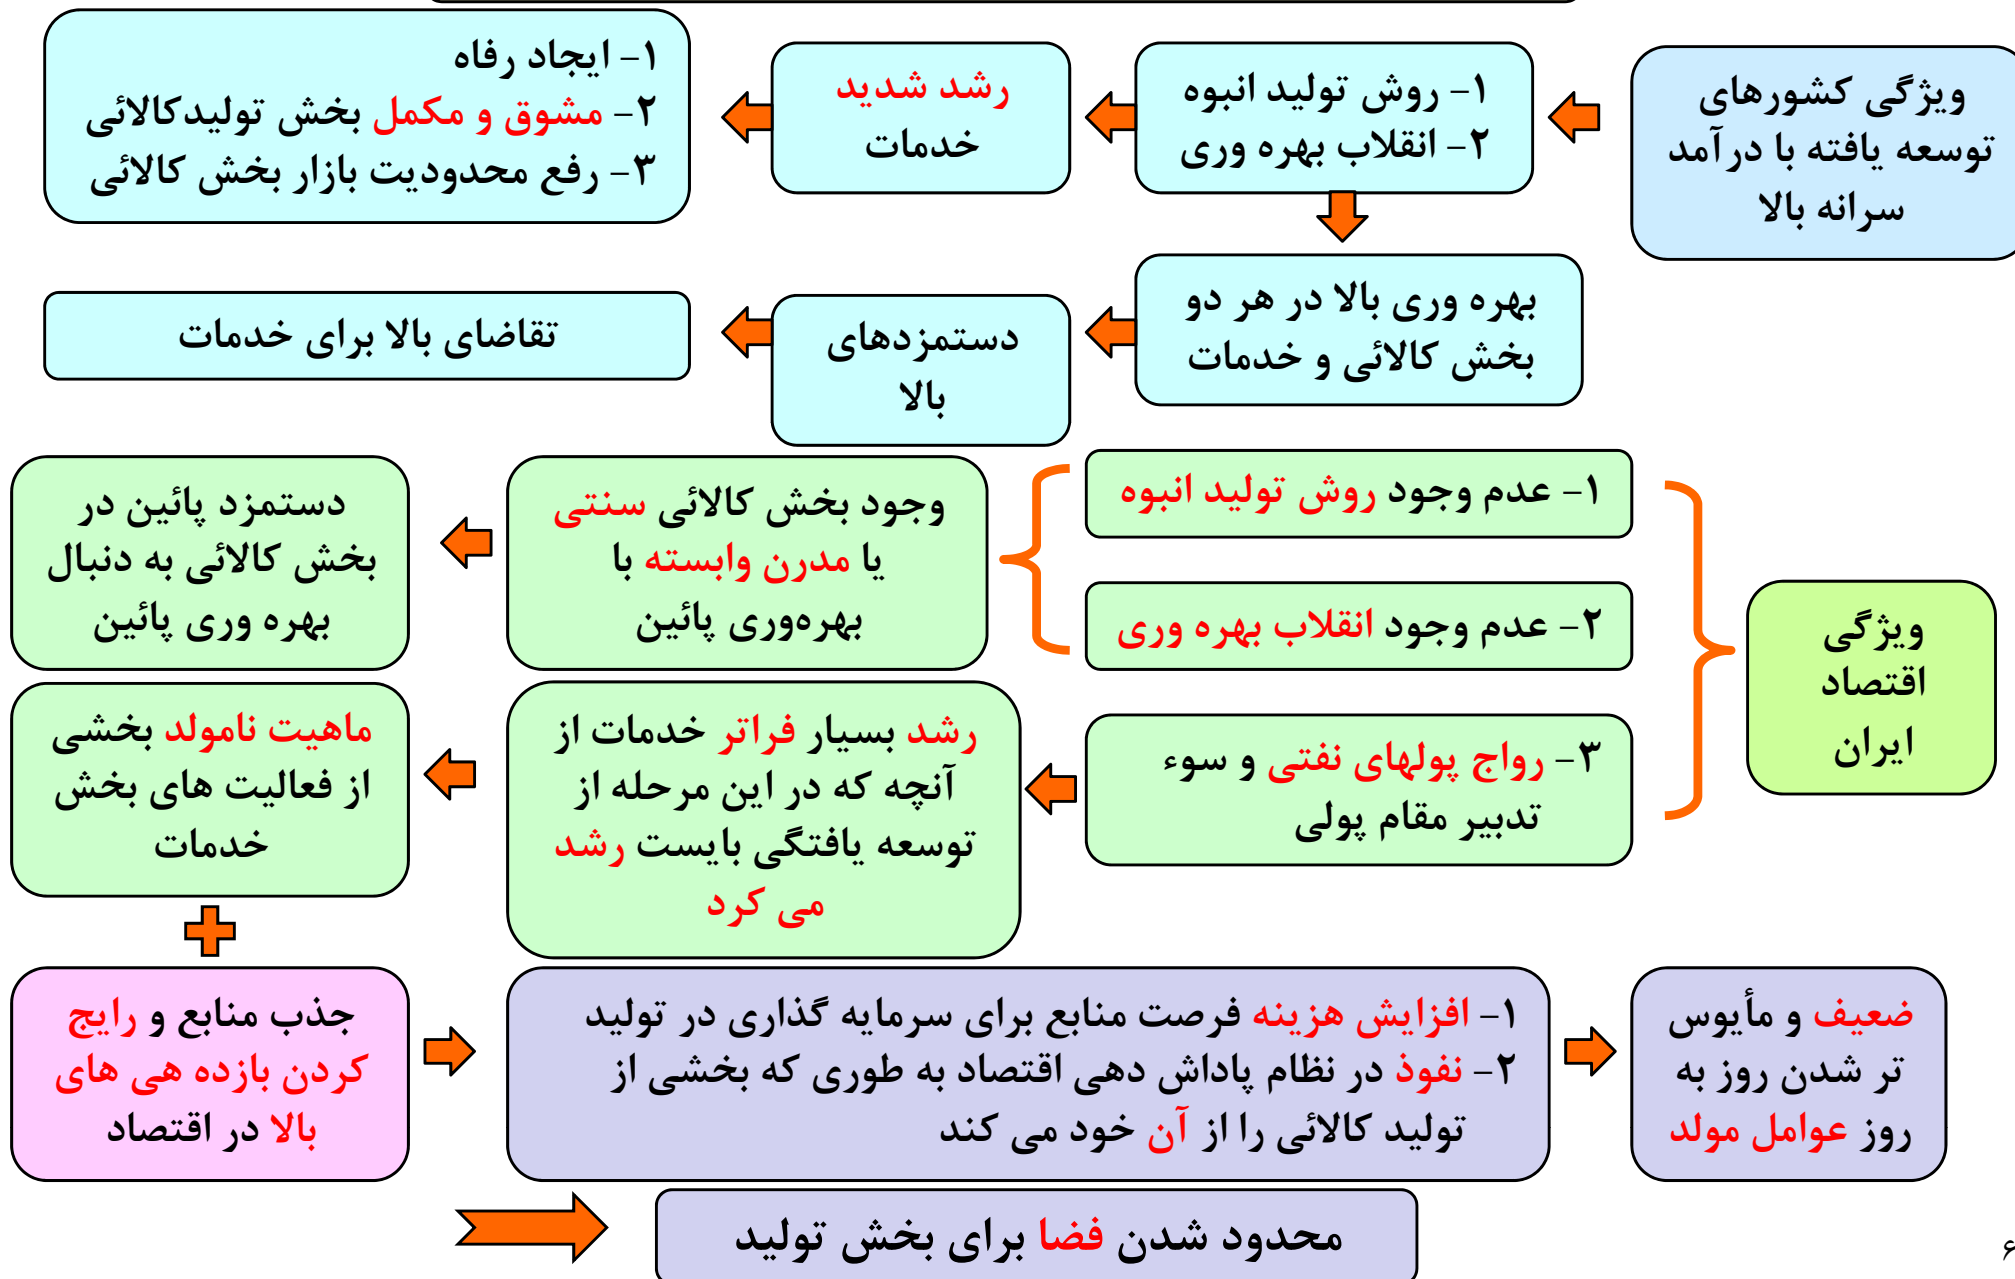 ویژگی کشورهای
توسعه یافته با درآمد
سرانه بالا
۱- روش تولید انبوه
۲- انقلاب بهره وری
رشد شدید
خدمات
۱- ایجاد رفاه
۲- مشوق و مکمل بخش تولیدکالائی
۳- رفع محدودیت بازار بخش کالائی
بهره وری بالا در هر دو
بخش کالائی و خدمات
دستمزدهای
بالا
تقاضای بالا برای خدمات
ویژگی
اقتصاد
ایران
۱- عدم وجود روش تولید انبوه
۲- عدم وجود انقلاب بهره وری
وجود بخش کالائی سنتی
یا مدرن وابسته با
بهره‌وری پائین
دستمزد پائین در
بخش کالائی به دنبال
بهره وری پائین
۳- رواج پولهای نفتی و سوء
تدبیر مقام پولی
رشد بسیار فراتر خدمات از
آنچه که در این مرحله از
توسعه یافتگی بایست رشد
می کرد
ماهیت نامولد بخشی
از فعالیت های بخش
خدمات
جذب منابع و رایج
کردن بازده هی های
بالا در اقتصاد
۱- افزایش هزینه فرصت منابع برای سرمایه گذاری در تولید
۲- نفوذ در نظام پاداش دهی اقتصاد به طوری که بخشی از
تولید کالائی را از آن خود می کند
ضعیف و مأیوس
تر شدن روز به
روز عوامل مولد
محدود شدن فضا برای بخش تولید
۶